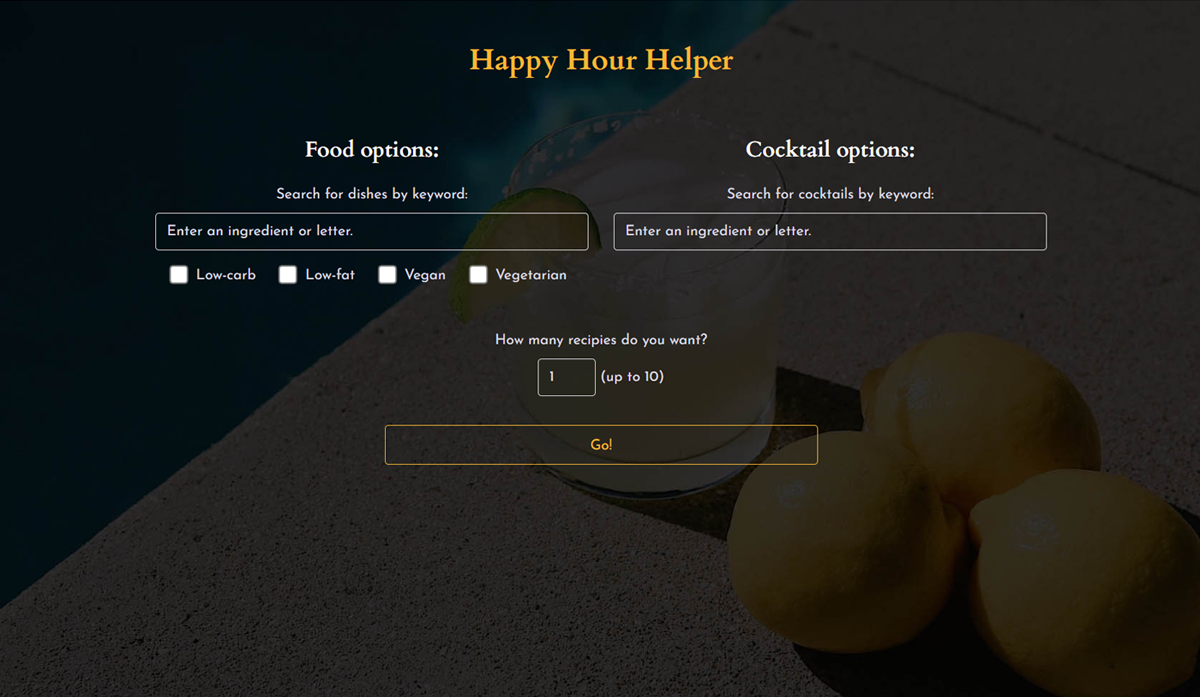 Happy Hour Helper
Food options:
Search for dishes by keyword:
Enter an ingredient or letter.
Low-carb Low-fat Vegan Vegetarian
Cocktail options:
Search for cocktails by keyword:
Enter an ingredient or letter.
How many recipies do you want?
1 (up to 10)
Go!